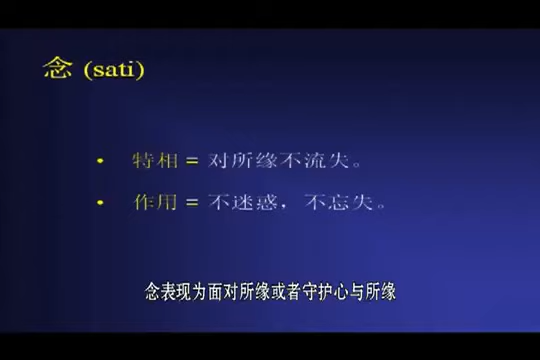 念 (sati)
• 特相 = 对所缘不流失。
• 作用 = 不迷惑，不忘失。
念表现为面对所缘或者守护心与所缘